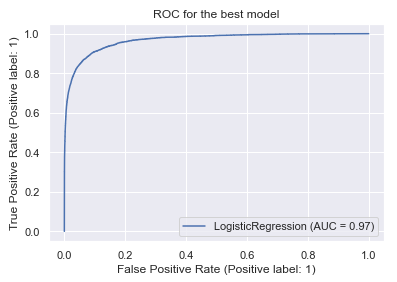 ROC for the best model
1.0
0.8
0.6
0.4
0.2
0.0
True Positive Rate (Positive label: 1)
LogisticRegression (AUC = 0.97)
0.0 0.2 0.4 0.6 0.8 1.0
False Positive Rate (Positive label: 1)